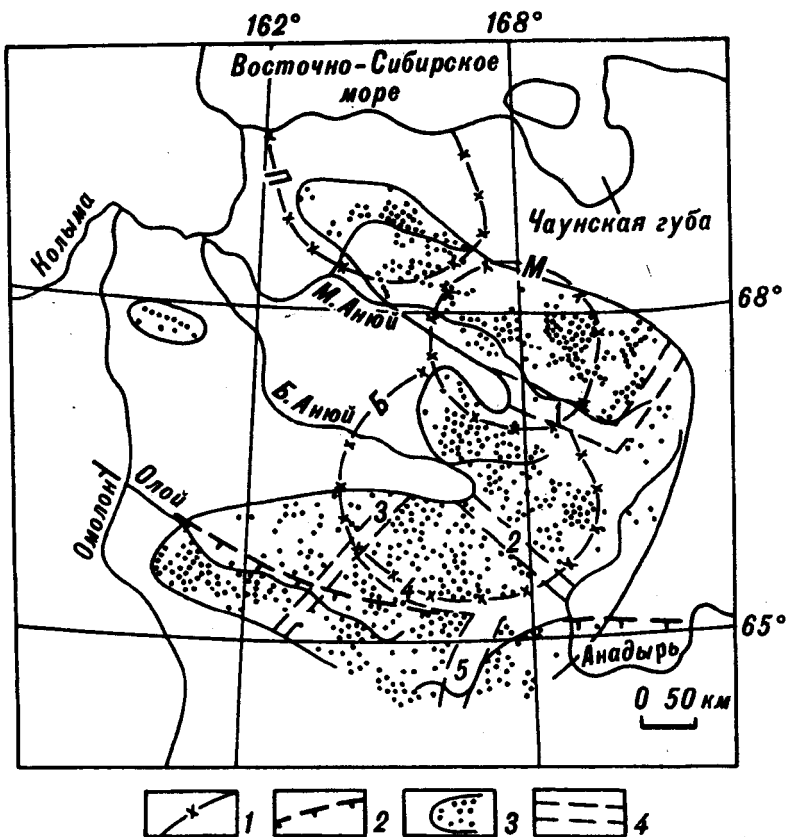 162° 168°
Восточно-Сибирское
море
Чаунская губа
Колыма
П
М
68°
М. Анюй
Б. Анюй
Б
1
Олой
Омолон
3
2
4
65°
Анадырь
5
0 50 км
1 2 3 4